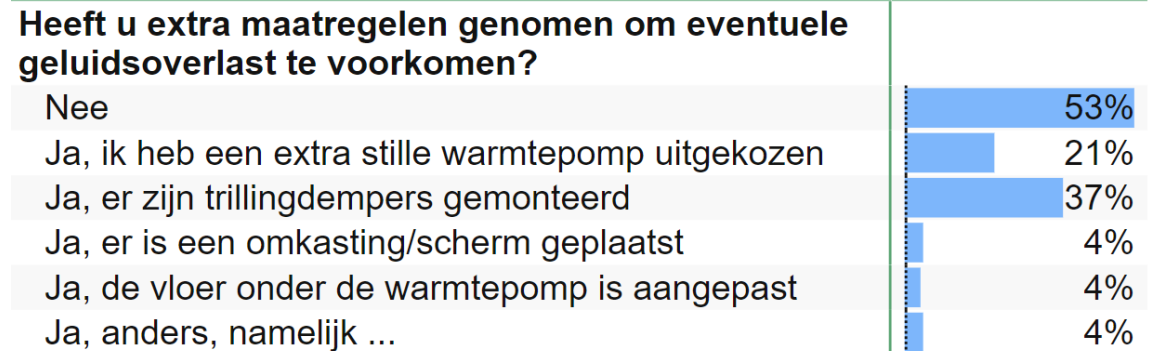 Heeft u extra maatregelen genomen om eventuele
geluidsoverlast te voorkomen?
Nee 53%
Ja, ik heb een extra stille warmtepomp uitgekozen 21%
Ja, er zijn trillingdempers gemonteerd 37%
Ja, er is een omkasting/scherm geplaatst 4%
Ja, de vloer onder de warmtepomp is aangepast 4%
Ja, anders, namelijk ... 4%